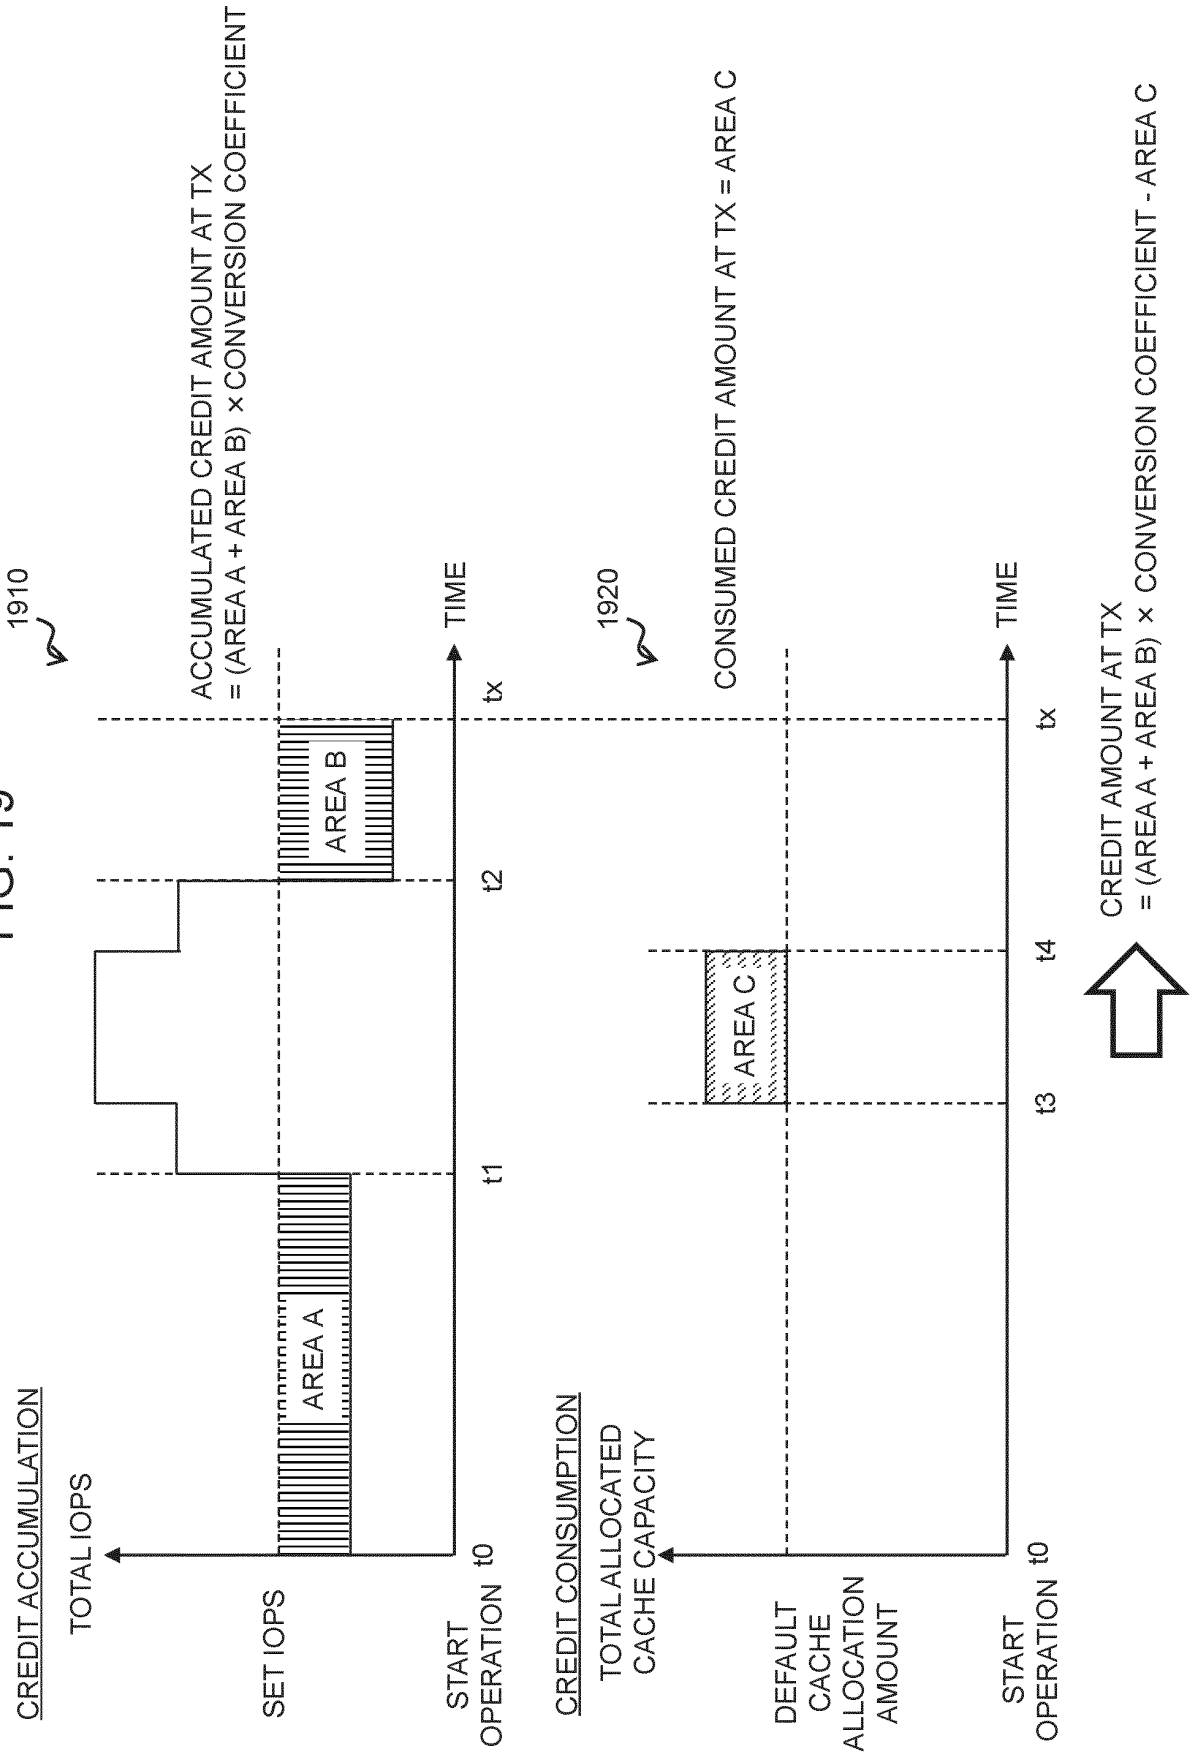 FIG. 19
1910
CREDIT ACCUMULATION
TOTAL IOPS
ACCUMULATED CREDIT AMOUNT AT TX
= (AREA A + AREA B) × CONVERSION COEFFICIENT
SET IOPS
AREA A
AREA B
TIME
START
OPERATION
t0
t1
t2
tx
1920
CREDIT CONSUMPTION
TOTAL ALLOCATED
CACHE CAPACITY
CONSUMED CREDIT AMOUNT AT TX = AREA C
AREA C
DEFAULT
CACHE
ALLOCATION
AMOUNT
TIME
START
OPERATION
t0
t3
t4
tx
CREDIT AMOUNT AT TX
= (AREA A + AREA B) × CONVERSION COEFFICIENT - AREA C